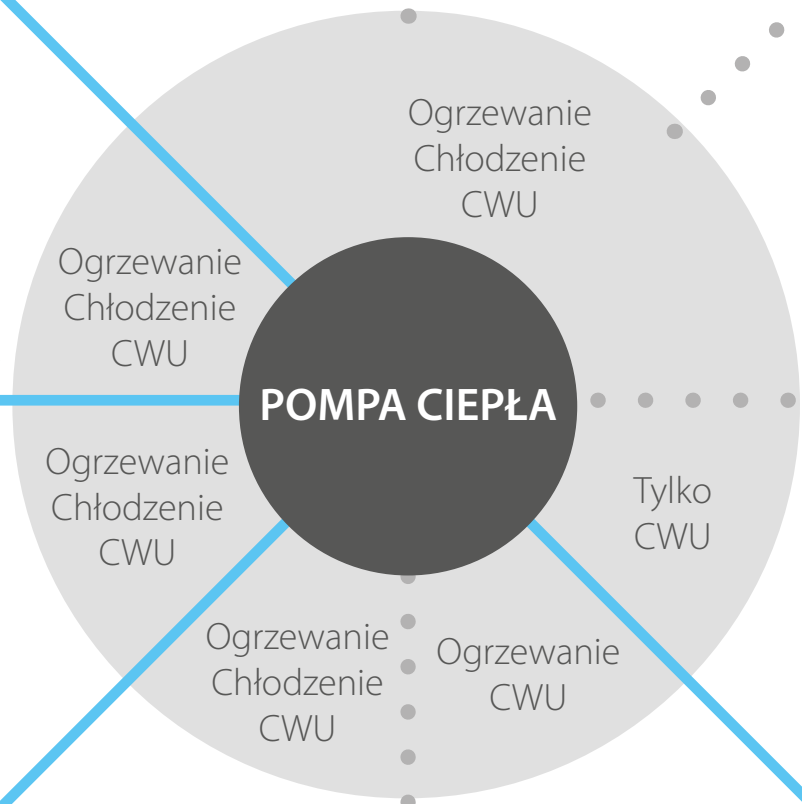 Ogrzewanie
Chłodzenie
CWU
Ogrzewanie
Chłodzenie
CWU
POMPA CIEPŁA
Ogrzewanie
Chłodzenie
CWU
Tylko
CWU
Ogrzewanie
Chłodzenie
CWU
Ogrzewanie
CWU